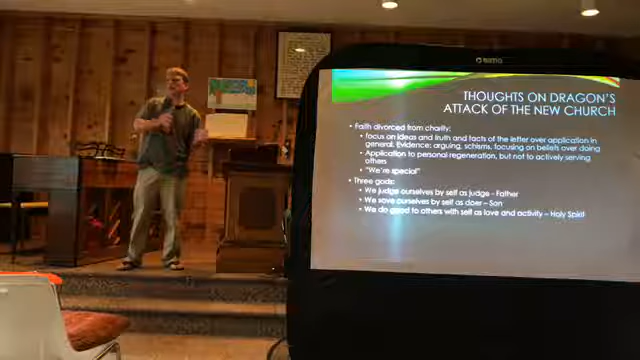 THOUGHTS ON DRAGON'S
ATTACK OF THE NEW CHURCH
• Faith divorced from charity:
• focus on ideas and truth and facts of the letter over application in
general. Evidence: arguing, schisms, focusing on beliefs over doing
• Application to personal regeneration, but not to actively serving
others
• "We're special"
• Three gods:
• We judge ourselves by self as judge - Father
• We save ourselves by self as doer – Son
• We do good to others with self as love and activity – Holy Spirit